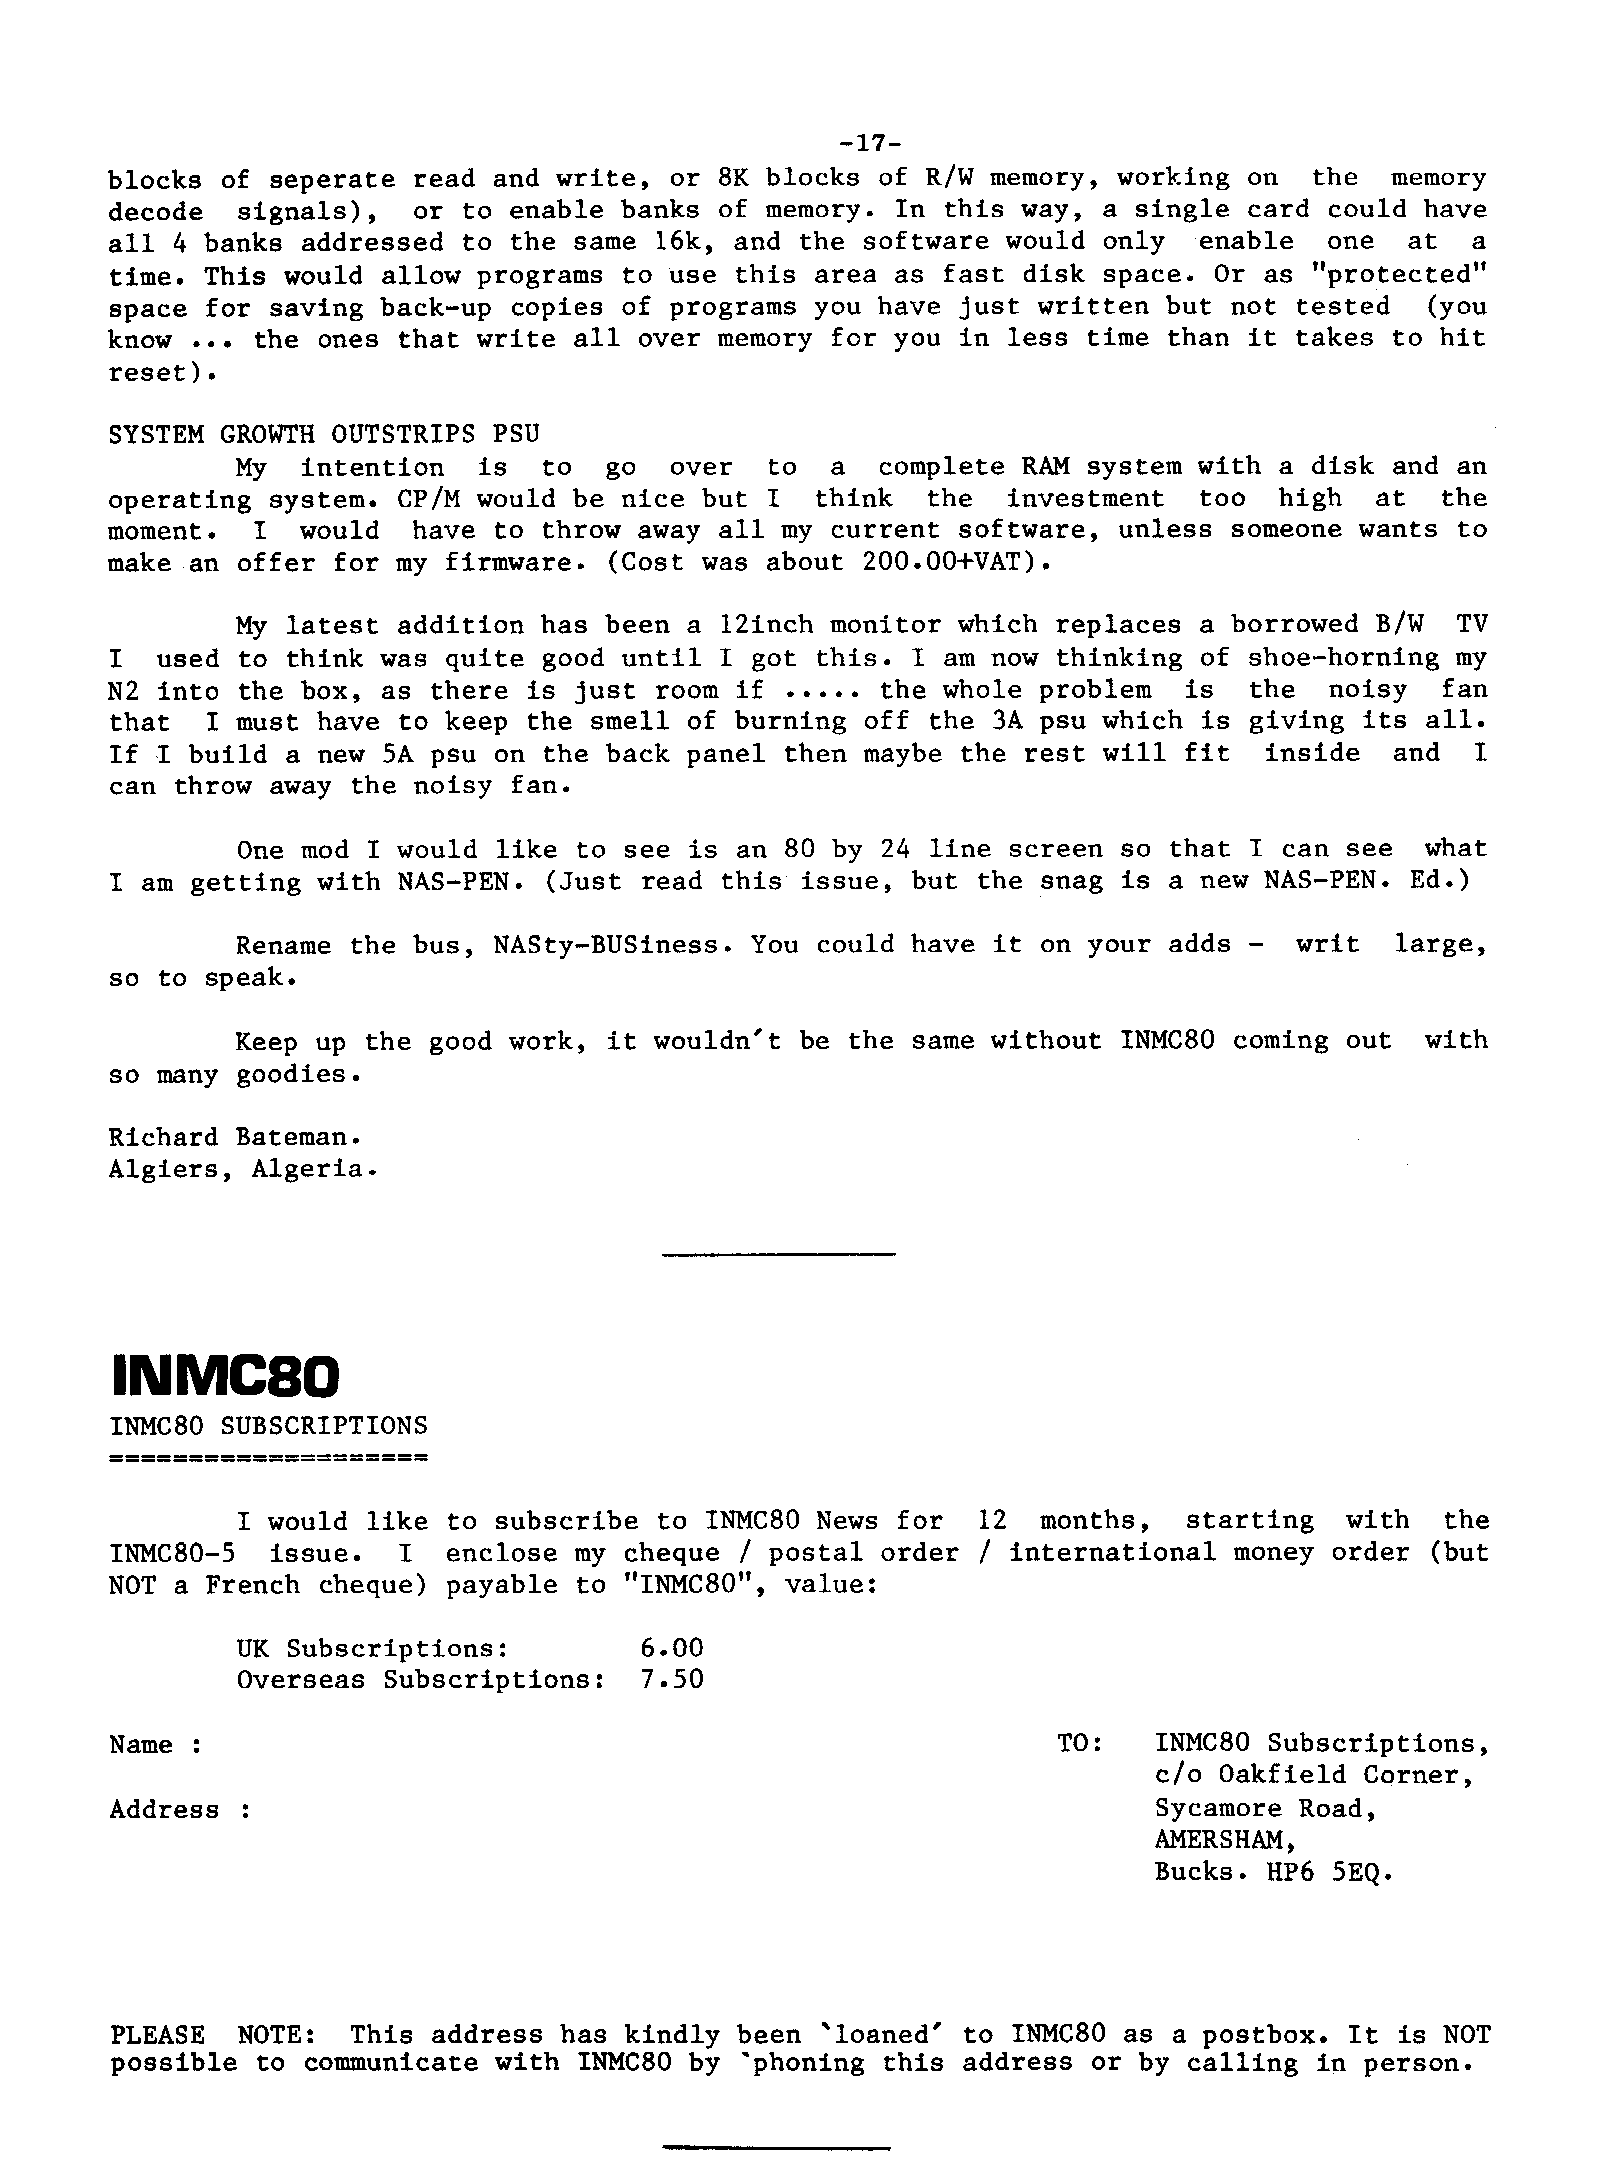 -17-
blocks of seperate read and write, or 8K blocks of R/W memory, working on the memory
decode signals), or to enable banks of memory. In this way, a single card could have
all 4 banks addressed to the same 16k, and the software would only enable one at a
time. This would allow programs to use this area as fast disk space. Or as "protected"
space for saving back-up copies of programs you have just written but not tested (you
know ... the ones that write all over memory for you in less time than it takes to hit
reset).
SYSTEM GROWTH OUTSTRIPS PSU
My intention is to go over to a complete RAM system with a disk and an
operating system. CP/M would be nice but I think the investment too high at the
moment. I would have to throw away all my current software, unless someone wants to
make an offer for my firmware. (Cost was about 200.00+VAT).
My latest addition has been a 12inch monitor which replaces a borrowed B/W TV
I used to think was quite good until I got this. I am now thinking of shoe-horning my
N2 into the box, as there is just room if ..... the whole problem is the noisy fan
that I must have to keep the smell of burning off the 3A psu which is giving its all.
If I build a new 5A psu on the back panel then maybe the rest will fit inside and I
can throw away the noisy fan.
One mod I would like to see is an 80 by 24 line screen so that I can see what
I am getting with NAS-PEN. (Just read this issue, but the snag is a new NAS-PEN. Ed.)
Rename the bus, NASty-BUSiness. You could have it on your adds - writ large,
so to speak.
Keep up the good work, it wouldn't be the same without INMC80 coming out with
so many goodies.
Richard Bateman.
Algiers, Algeria.
INMC80
INMC80 SUBSCRIPTIONS
====================
I would like to subscribe to INMC80 News for 12 months, starting with the
INMC80-5 issue. I enclose my cheque / postal order / international money order (but
NOT a French cheque) payable to "INMC80", value:
UK Subscriptions: 6.00
Overseas Subscriptions: 7.50
Name :
Address :
TO: INMC80 Subscriptions,
c/o Oakfield Corner,
Sycamore Road,
AMERSHAM,
Bucks. HP6 5EQ.
PLEASE NOTE: This address has kindly been `loaned' to INMC80 as a postbox. It is NOT
possible to communicate with INMC80 by `phoning this address or by calling in person.